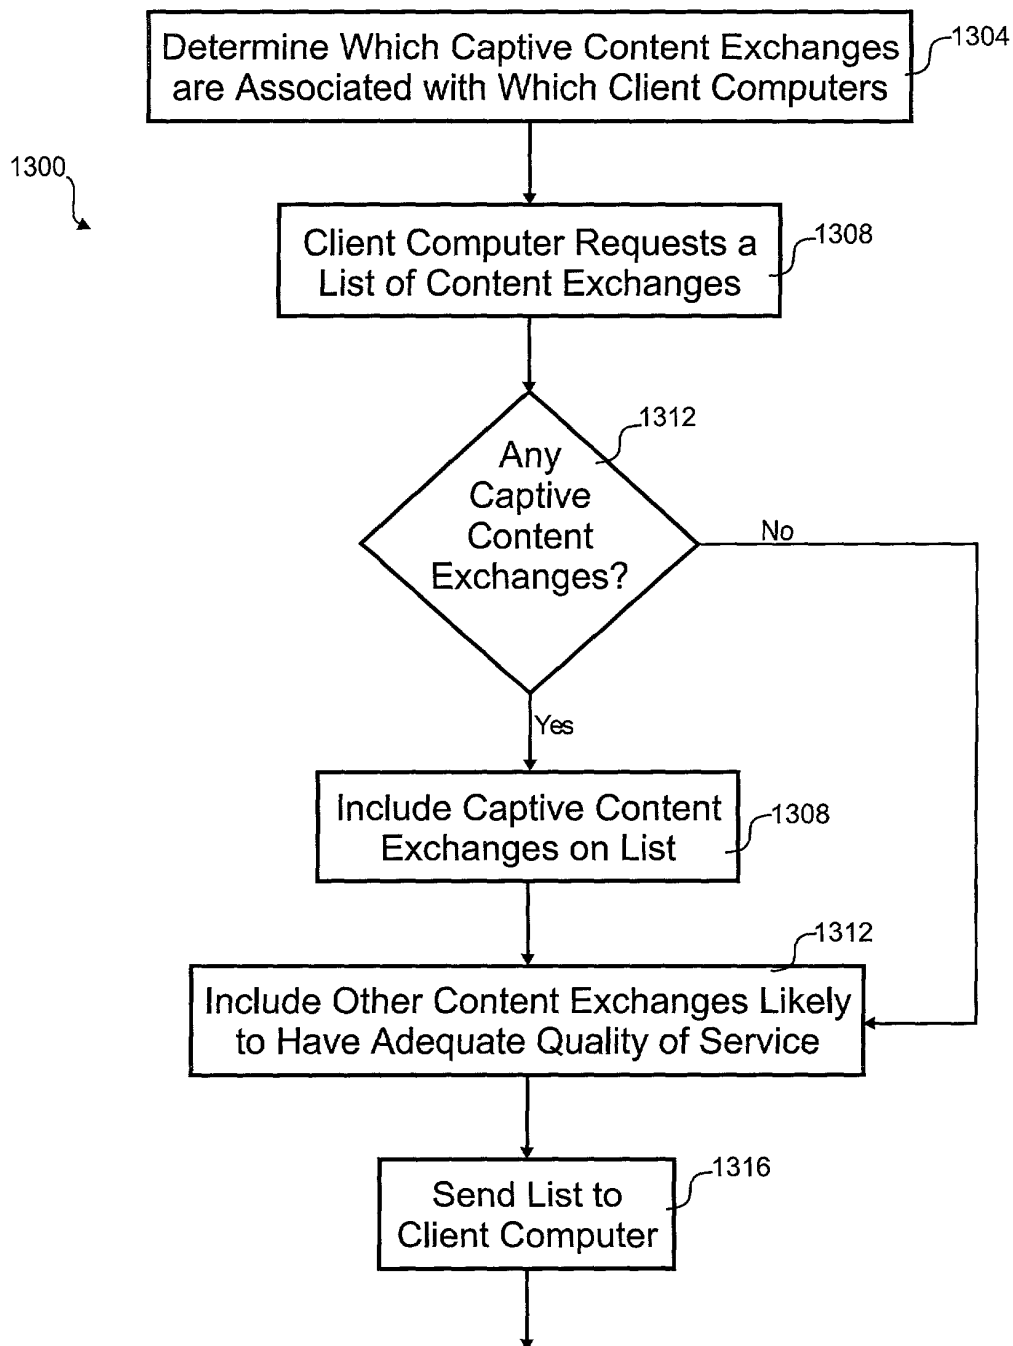 Determine Which Captive Content Exchanges
are Associated with Which Client Computers
1304
1300
Client Computer Requests a
List of Content Exchanges
1308
Any
Captive
Content
Exchanges?
1312
No
Yes
Include Captive Content
Exchanges on List
1308
Include Other Content Exchanges Likely
to Have Adequate Quality of Service
1312
Send List to
Client Computer
1316